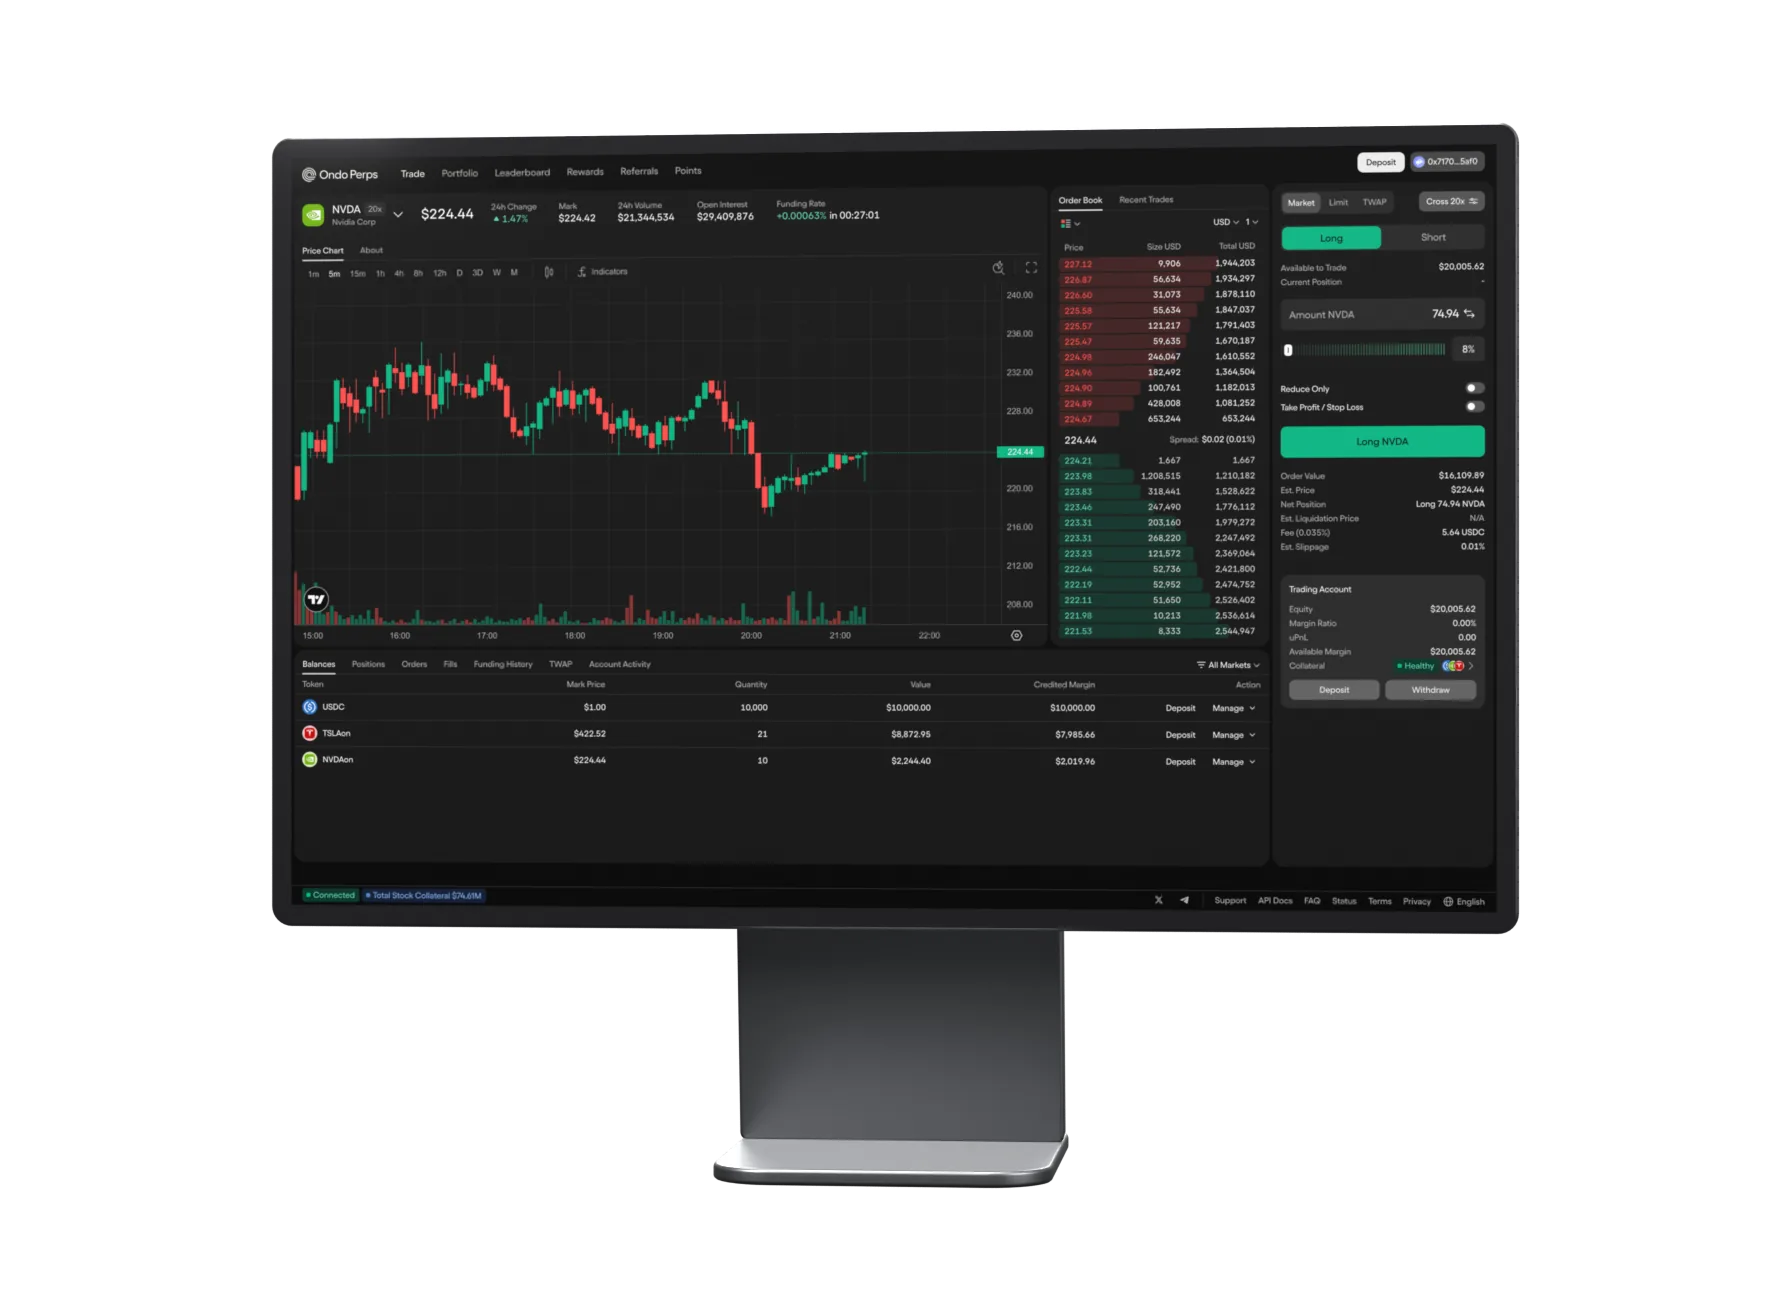 Ondo Perps Trade Portfolio Leaderboard Rewards Referrals Points Deposit 0x7170...5af0
NVDA 20x
Nvidia Corp
$224.44
24h Change
1.47%
Mark
$224.42
24h Volume
$21,344,534
Open Interest
$29,409,876
Funding Rate
+0.00063% in 00:27:01
Price Chart About
1m 5m 15m 1h 4h 8h 12h D 3D W M Indicators
240.00
236.00
232.00
228.00
224.44
220.00
216.00
212.00
208.00
15:00 16:00 17:00 18:00 19:00 20:00 21:00 22:00
Order Book Recent Trades
USD 1
Price Size USD Total USD
227.12 9,906 1,944,203
226.87 56,634 1,934,297
226.60 31,073 1,878,110
225.58 55,634 1,847,037
225.57 121,217 1,791,403
225.47 59,635 1,670,187
224.98 246,047 1,610,552
224.96 182,492 1,364,504
224.90 100,761 1,182,013
224.89 428,008 1,081,252
224.67 653,244 653,244
224.44 Spread: $0.02 (0.01%)
224.21 1,667 1,667
223.98 1,208,515 1,210,182
223.83 318,441 1,528,622
223.46 247,490 1,776,112
223.31 203,160 1,979,272
223.31 268,220 2,247,492
223.23 121,572 2,369,064
222.44 52,736 2,421,800
222.19 52,952 2,474,752
222.11 51,650 2,526,402
221.98 10,213 2,536,614
221.53 8,333 2,544,947
Market Limit TWAP Cross 20x
Long Short
Available to Trade $20,005.62
Current Position -
Amount NVDA 74.94
8%
Reduce Only
Take Profit / Stop Loss
Long NVDA
Order Value $16,109.89
Est. Price $224.44
Net Position Long 74.94 NVDA
Est. Liquidation Price N/A
Fee (0.035%) 5.64 USDC
Est. Slippage 0.01%
Trading Account
Equity $20,005.62
Margin Ratio 0.00%
uPnL 0.00
Available Margin $20,005.62
Collateral Healthy
Deposit Withdraw
Balances Positions Orders Fills Funding History TWAP Account Activity All Markets
Token Mark Price Quantity Value Credited Margin Action
USDC $1.00 10,000 $10,000.00 $10,000.00 Deposit Manage
TSLAon $422.52 21 $8,872.95 $7,985.66 Deposit Manage
NVDAon $224.44 10 $2,244.40 $2,019.96 Deposit Manage
Connected Total Stock Collateral $74.61M
Support API Docs FAQ Status Terms Privacy English